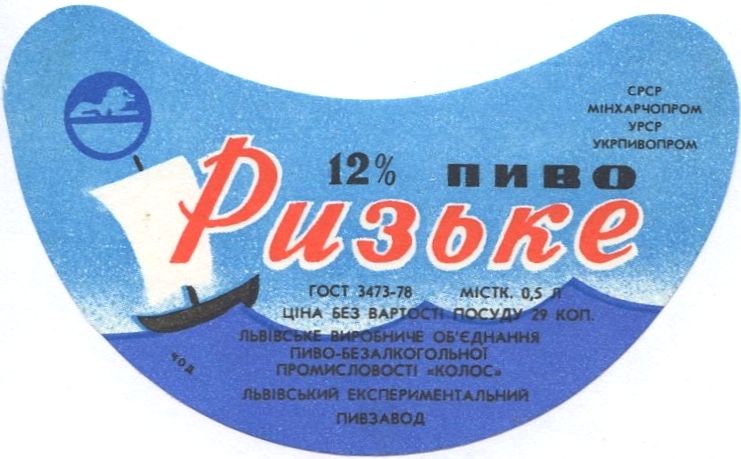 СРСР
МІНХАРЧОПРОМ
УРСР
УКРПИВОПРОМ
12% ПИВО
Ризьке
ГОСТ 3473-78 МІСТК. 0,5 Л
ЦІНА БЕЗ ВАРТОСТІ ПОСУДУ 29 КОП.
ЛЬВІВСЬКЕ ВИРОБНИЧЕ ОБ'ЄДНАННЯ
ПИВО-БЕЗАЛКОГОЛЬНОЇ
ПРОМИСЛОВОСТІ «КОЛОС»
ЛЬВІВСЬКИЙ ЕКСПЕРИМЕНТАЛЬНИЙ
ПИВЗАВОД
ЧОД